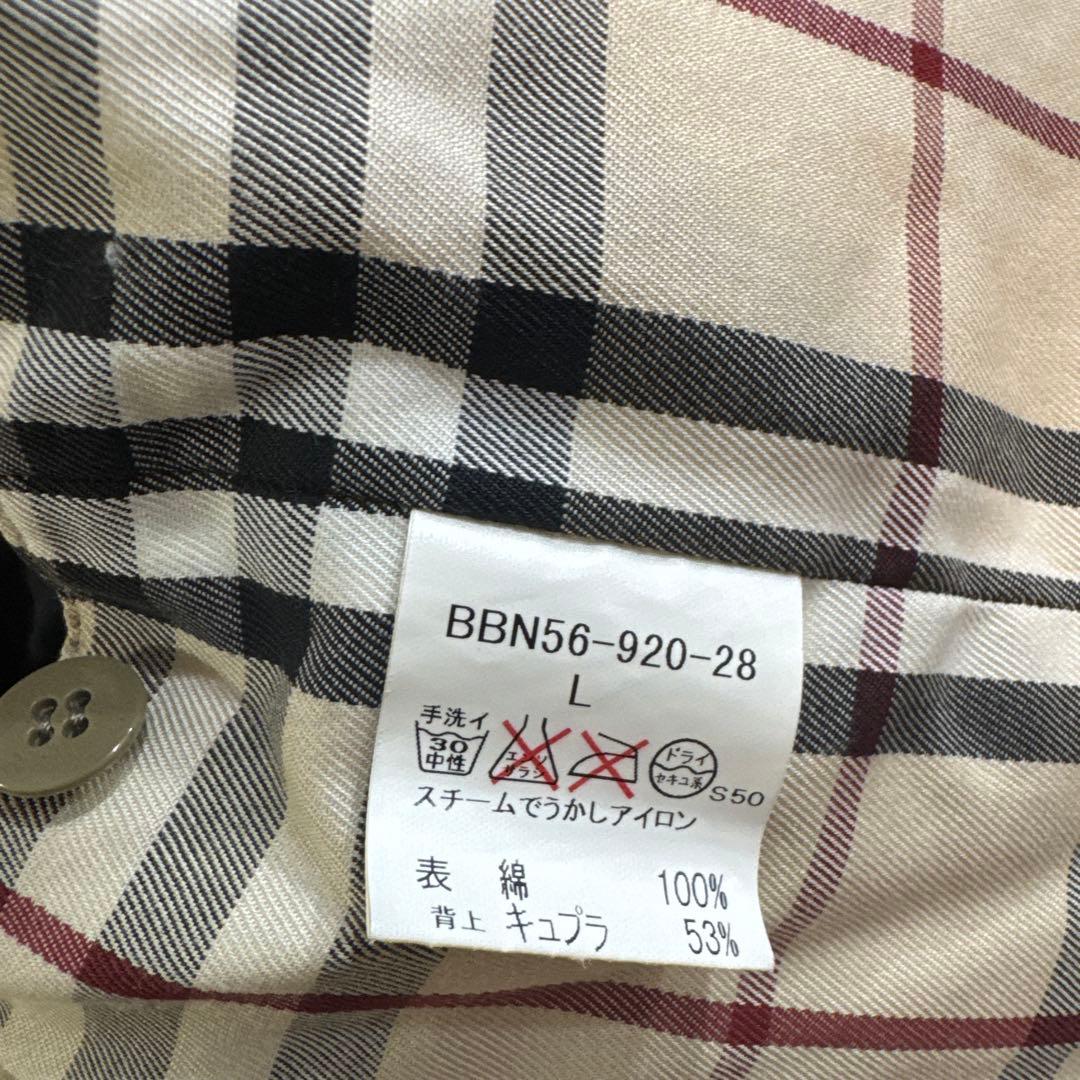 BBN56-920-28
L
手洗イ
30
中性
エンソ
サラシ
ドライ
セキユ系
S50
スチームでうかしアイロン
表 綿 100%
背上 キュプラ 53%